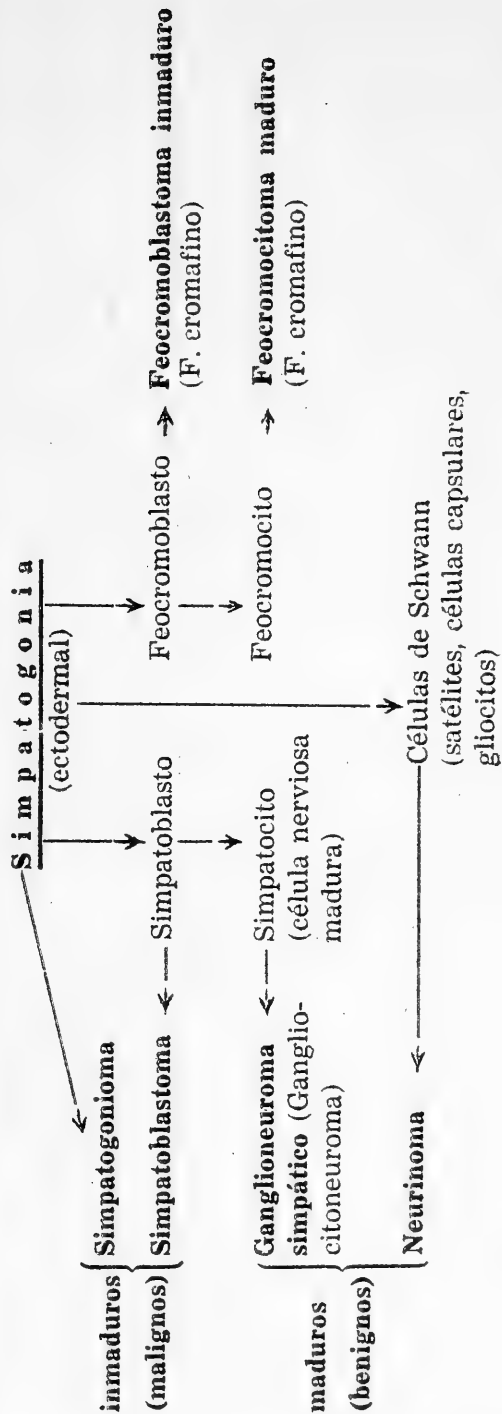 Simpatogonia
(ectodermal)
inmaduros
(malignos)
Simpatogonioma
Simpatoblastoma
Simpatoblasto
Feocromoblasto
Feocromoblastoma inmaduro
(F. cromafino)
maduros
(benignos)
Ganglioneuroma
simpático (Ganglio-
citoneuroma)
Simpatocito
(célula nerviosa
madura)
Feocromocito
Feocromocitoma maduro
(F. cromafino)
Neurinoma
Células de Schwann
(satélites, células capsulares,
gliocitos)